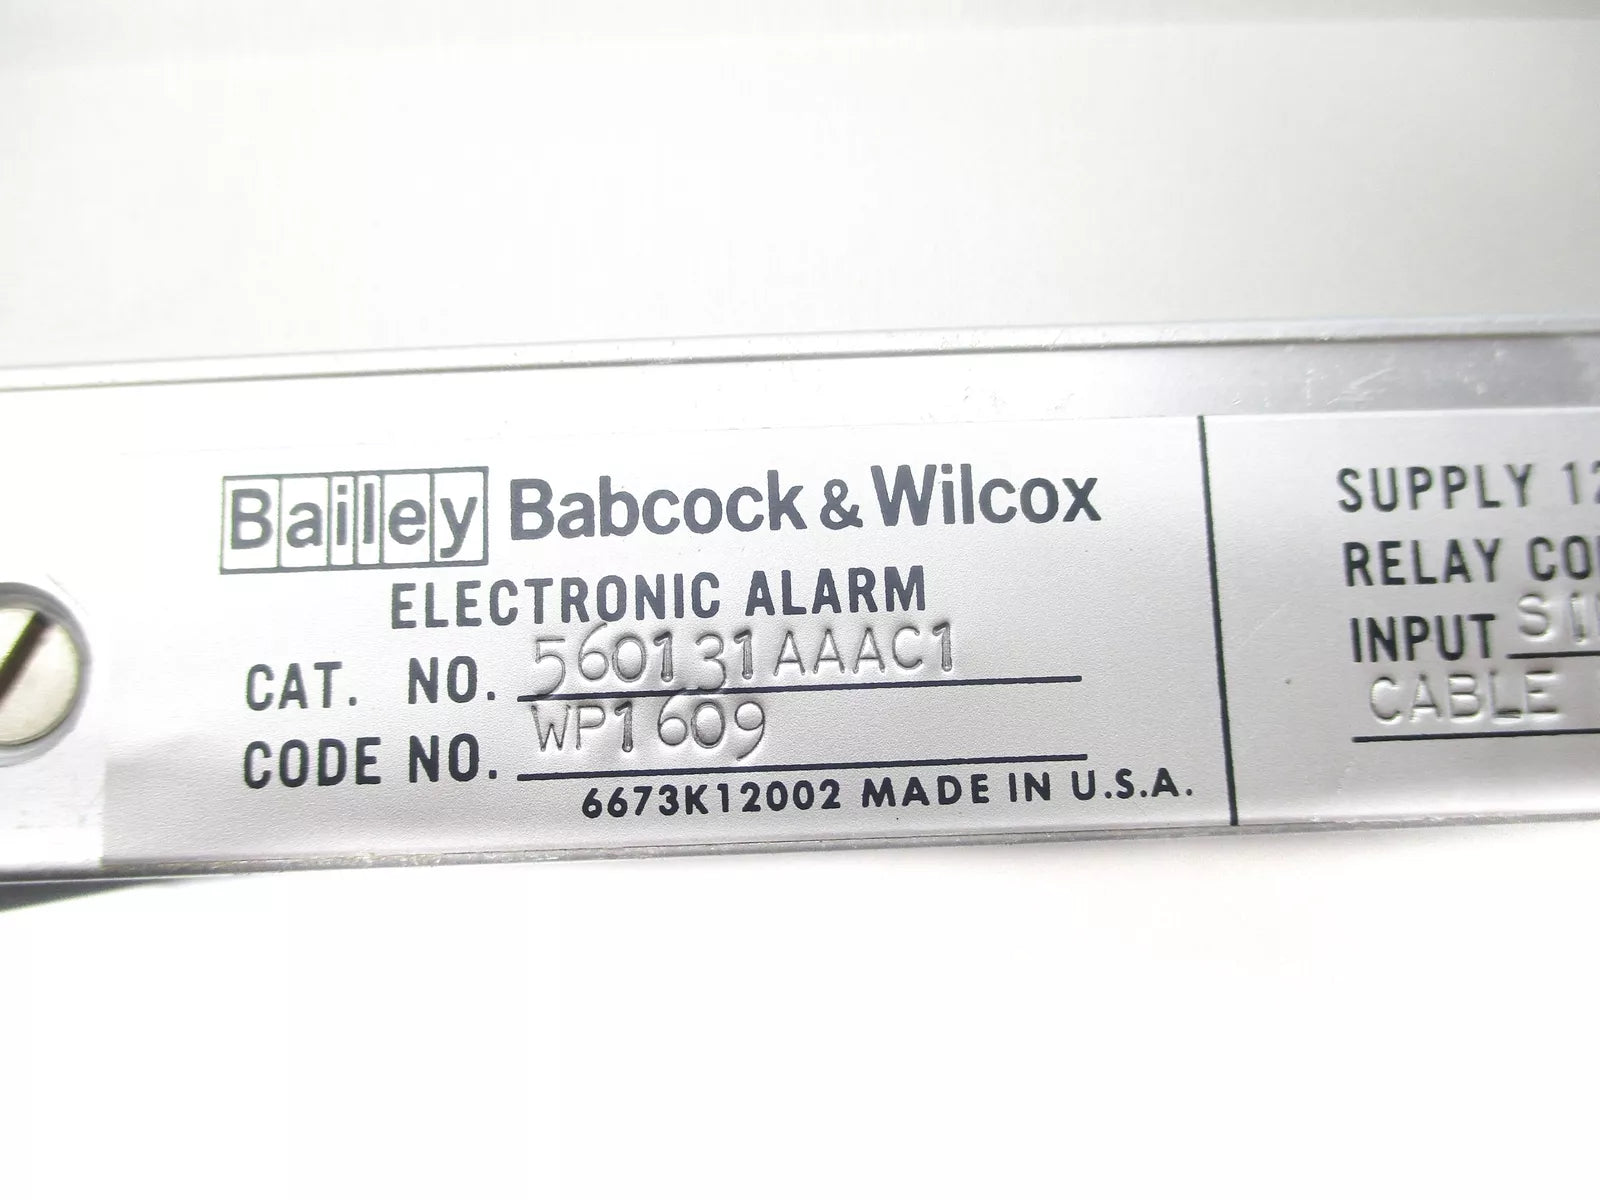 Bailey Babcock & Wilcox
ELECTRONIC ALARM
CAT. NO. 560131AAAC1
CODE NO. WP1609
6673K12002 MADE IN U.S.A.
SUPPLY
RELAY
INPUT
CABLE